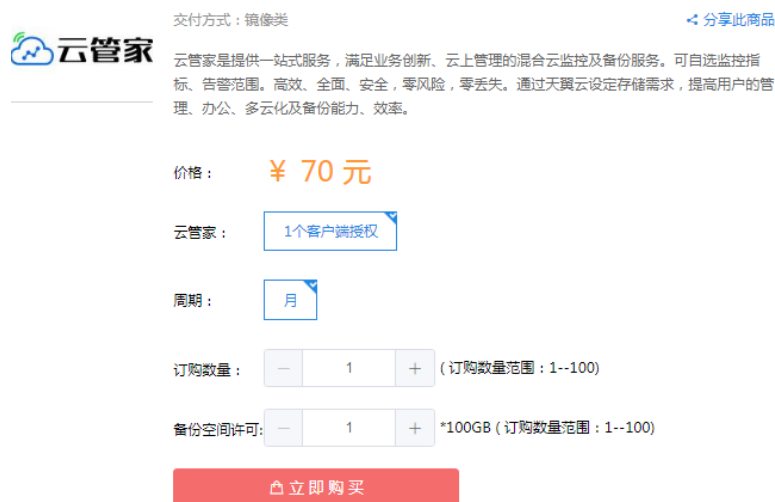 交付方式：镜像类
分享此商品
云管家
云管家是提供一站式服务，满足业务创新、云上管理的混合云监控及备份服务。可自选监控指
标、告警范围。高效、全面、安全，零风险，零丢失。通过天翼云设定存储需求，提高用户的管
理、办公、多云化及备份能力、效率。
价格： ¥ 70 元
云管家： 1个客户端授权
周期： 月
订购数量： － 1 ＋ ( 订购数量范围：1--100)
备份空间许可: － 1 ＋ *100GB ( 订购数量范围：1--100)
立即购买